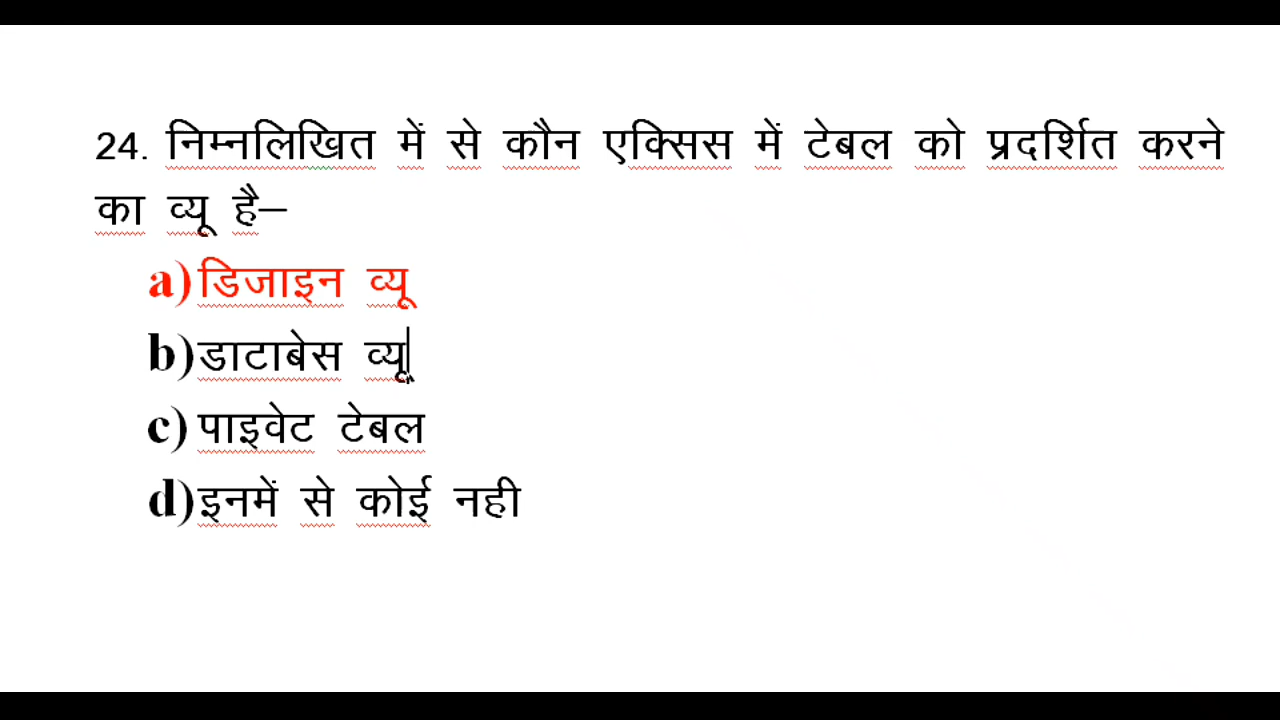 24. निम्नलिखित में से कौन एक्सिस में टेबल को प्रदर्शित करने
का व्यू है–
a) डिजाइन व्यू
b) डाटाबेस व्यू
c) पाइवेट टेबल
d) इनमें से कोई नही